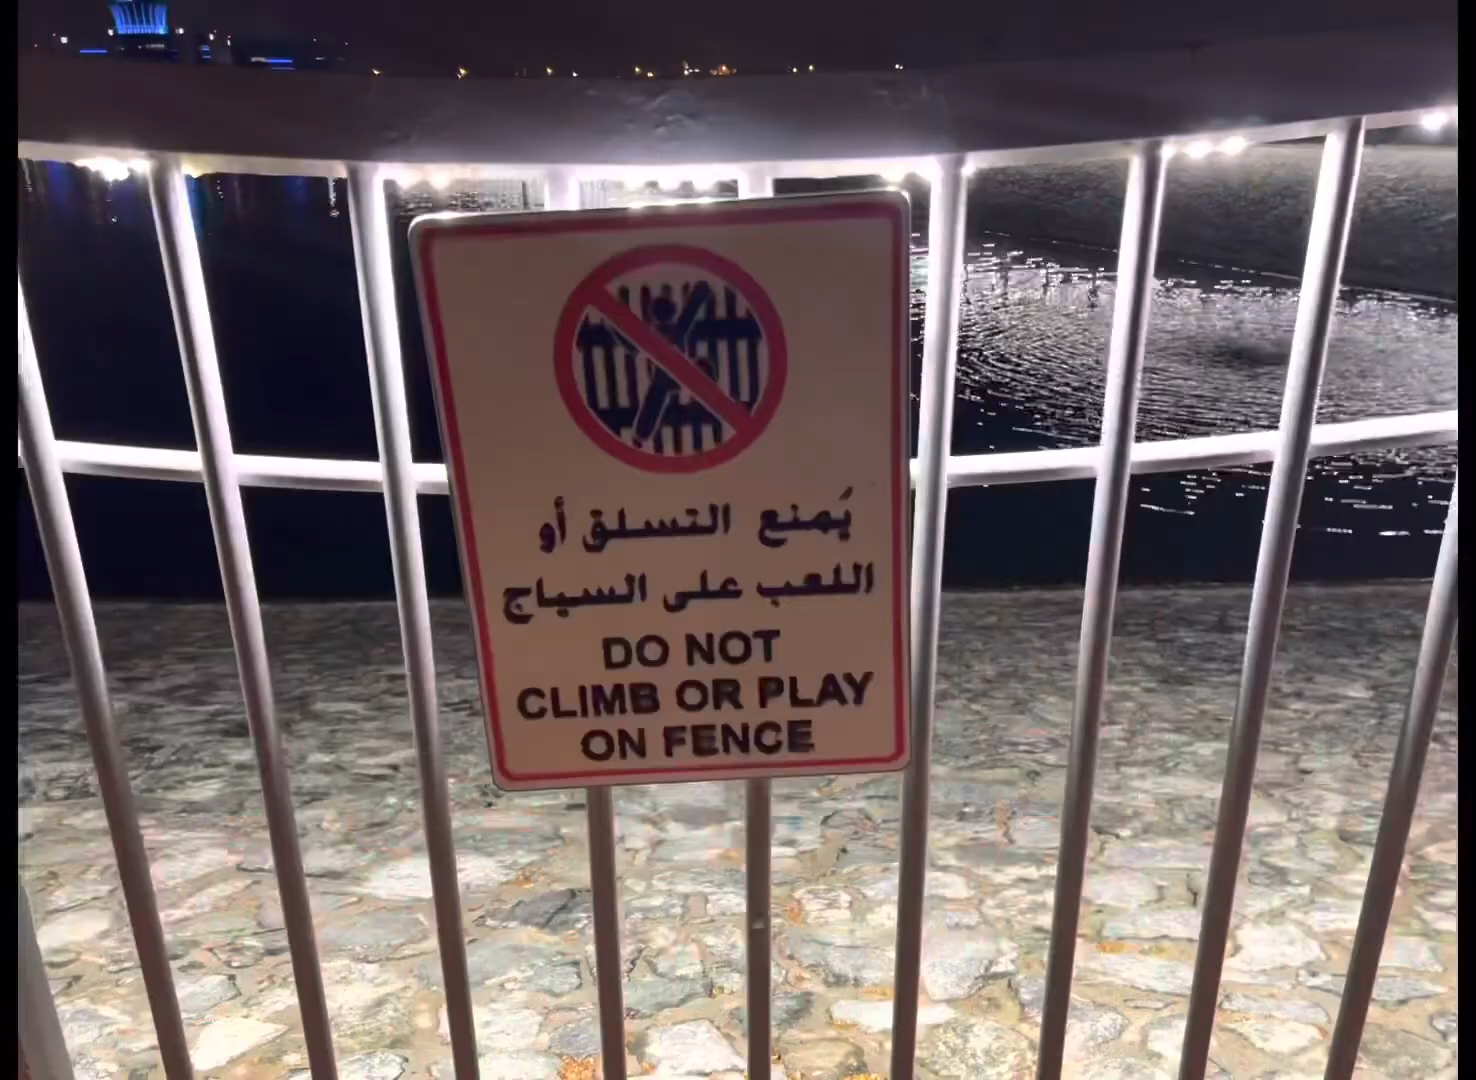 يُمنع التسلق أو
اللعب على السياج
DO NOT
CLIMB OR PLAY
ON FENCE